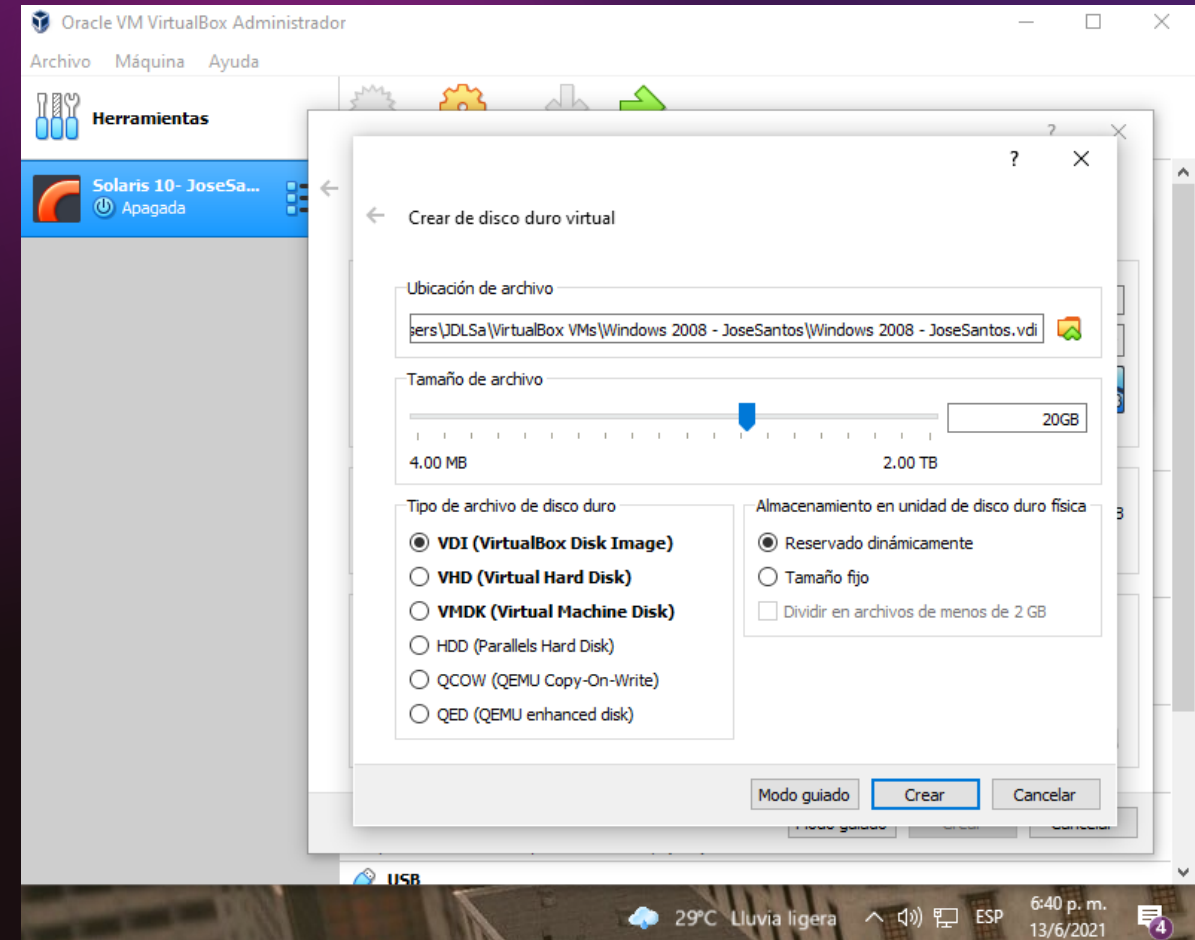 Oracle VM VirtualBox Administrador
Archivo Máquina Ayuda
Herramientas
Solaris 10- JoseSa...
Apagada
?
?
Crear de disco duro virtual
Ubicación de archivo
sers\JDLSa\VirtualBox VMs\Windows 2008 - JoseSantos\Windows 2008 - JoseSantos.vdi
Tamaño de archivo
20GB
4.00 MB 2.00 TB
Tipo de archivo de disco duro
VDI (VirtualBox Disk Image)
VHD (Virtual Hard Disk)
VMDK (Virtual Machine Disk)
HDD (Parallels Hard Disk)
QCOW (QEMU Copy-On-Write)
QED (QEMU enhanced disk)
Almacenamiento en unidad de disco duro física
Reservado dinámicamente
Tamaño fijo
Dividir en archivos de menos de 2 GB
Modo guiado Crear Cancelar
Modo guiado Crear Cancelar
USB
29°C Lluvia ligera ESP 6:40 p. m.
13/6/2021
4